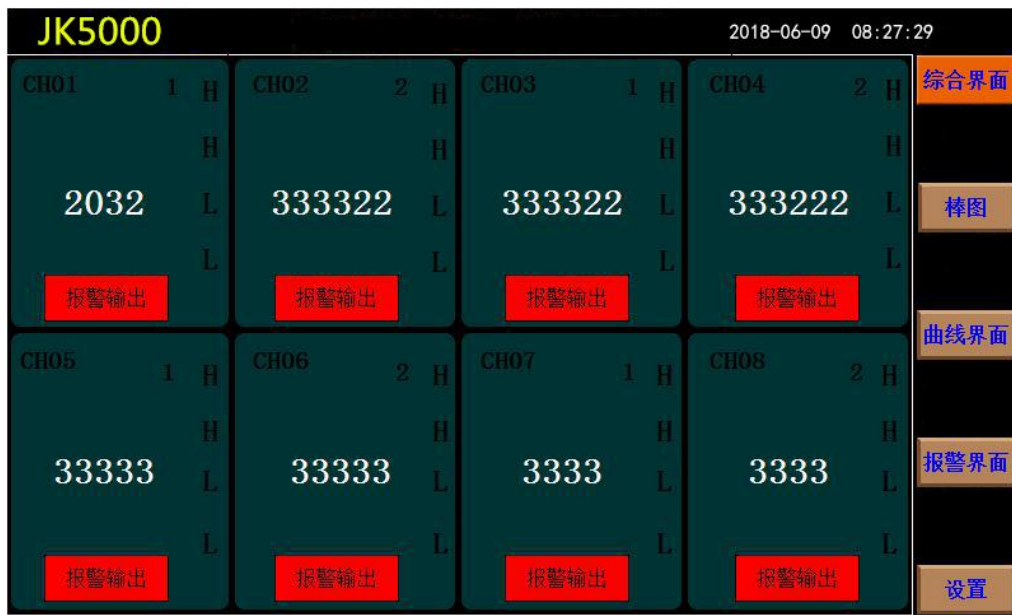 JK5000
2018-06-09 08:27:29
CH01 1 H
H
2032 L
L
报警输出
CH02 2 H
H
333322 L
L
报警输出
CH03 1 H
H
333322 L
L
报警输出
CH04 2 H
H
333222 L
L
报警输出
CH05 1 H
H
33333 L
L
报警输出
CH06 2 H
H
33333 L
L
报警输出
CH07 1 H
H
3333 L
L
报警输出
CH08 2 H
H
3333 L
L
报警输出
综合界面
棒图
曲线界面
报警界面
设置